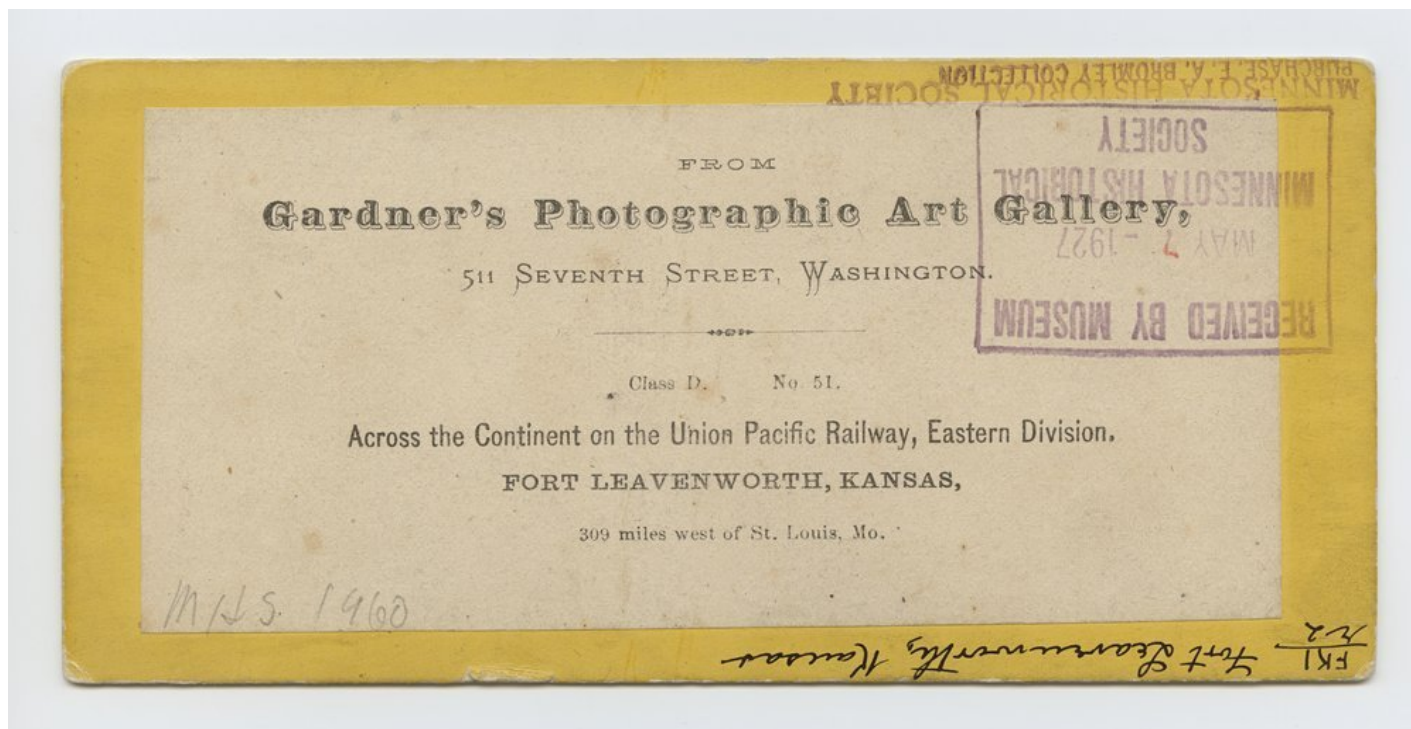 FROM
Gardner's Photographic Art Gallery,
511 SEVENTH STREET, WASHINGTON.
Class D. No. 51.
Across the Continent on the Union Pacific Railway, Eastern Division.
FORT LEAVENWORTH, KANSAS,
309 miles west of St. Louis, Mo.
MHS. 1960
MINNESOTA HISTORICAL SOCIETY
PURCHASE. E. A. BROMLEY COLLECTION
RECEIVED BY MUSEUM
MAY 7 - 1927
MINNESOTA HISTORICAL
SOCIETY
FK1
r2
Fort Leavenworth, Kansas